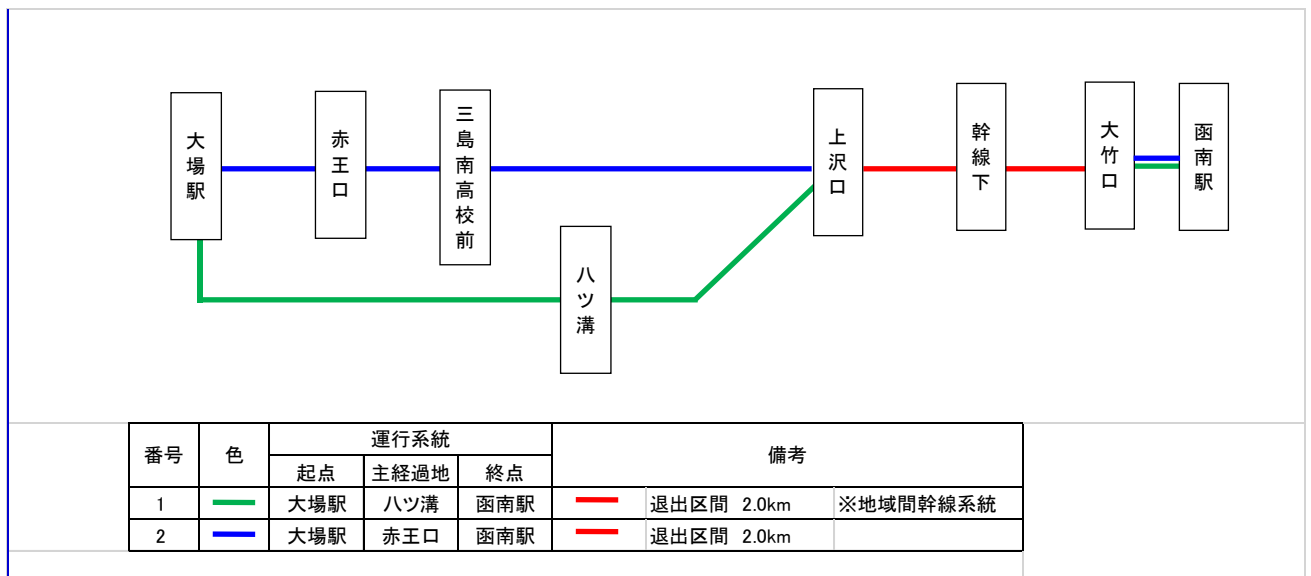 大場駅
赤王口
三島南高校前
八ツ溝
上沢口
幹線下
大竹口
函南駅
番号 色 運行系統 備考
起点 主経過地 終点
1 大場駅 八ツ溝 函南駅 退出区間 2.0km ※地域間幹線系統
2 大場駅 赤王口 函南駅 退出区間 2.0km